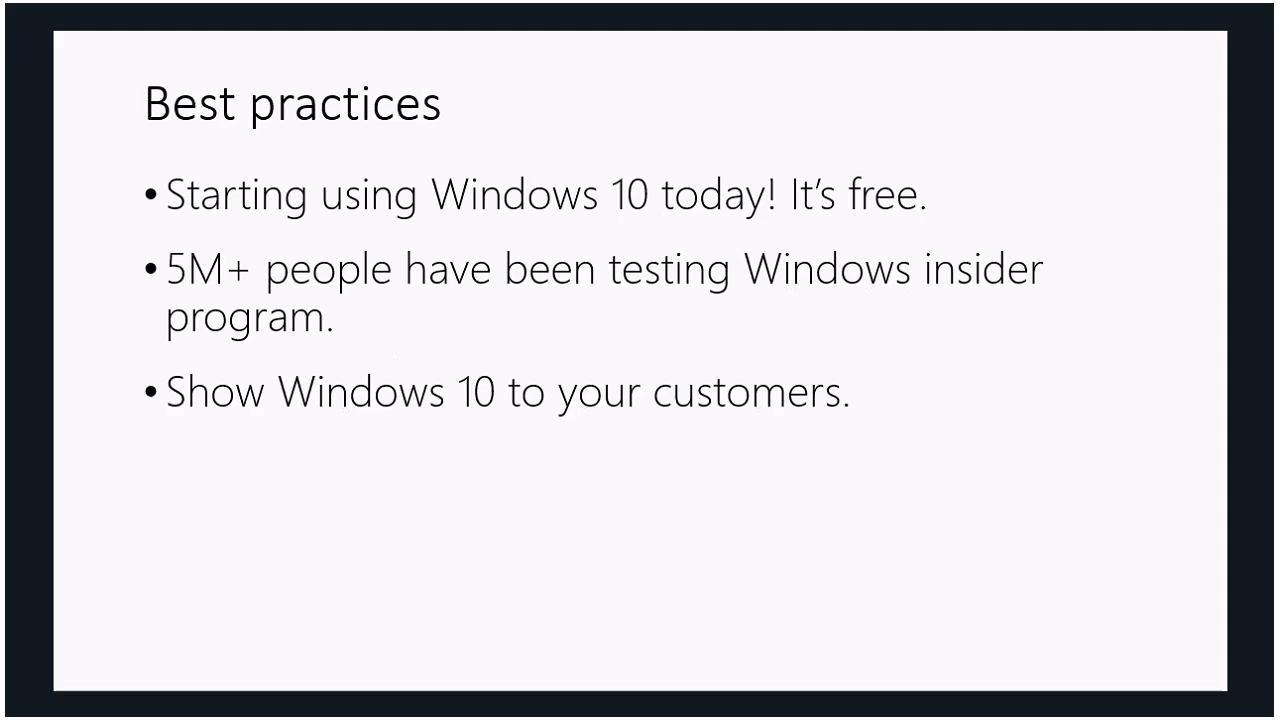 Best practices
• Starting using Windows 10 today! It’s free.
• 5M+ people have been testing Windows insider
program.
• Show Windows 10 to your customers.